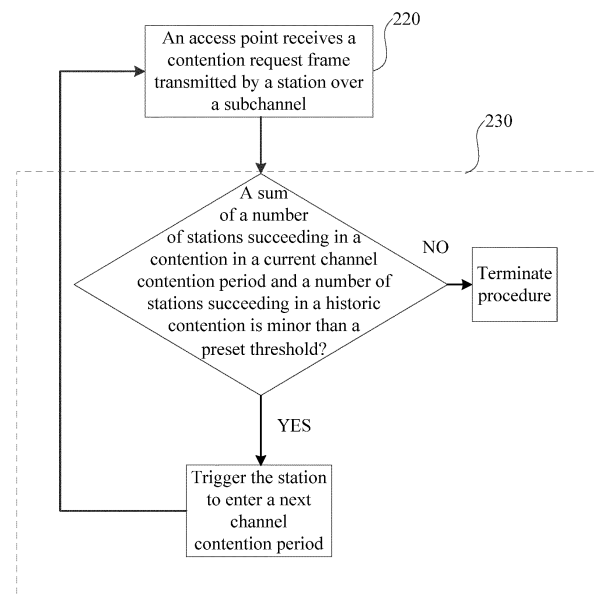 220
An access point receives a
contention request frame
transmitted by a station over
a subchannel
230
A sum
of a number
of stations succeeding in a
contention in a current channel
contention period and a number of
stations succeeding in a historic
contention is minor than a
preset threshold?
NO
Terminate
procedure
YES
Trigger the station
to enter a next
channel
contention period